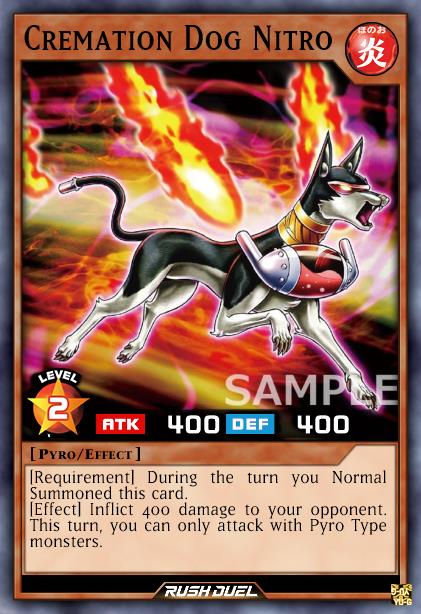 Cremation Dog Nitro
ほのお
炎
SAMPLE
LEVEL
2
ATK 400 DEF 400
[Pyro/Effect]
[Requirement] During the turn you Normal
Summoned this card.
[Effect] Inflict 400 damage to your opponent.
This turn, you can only attack with Pyro Type
monsters.
RUSH DUEL